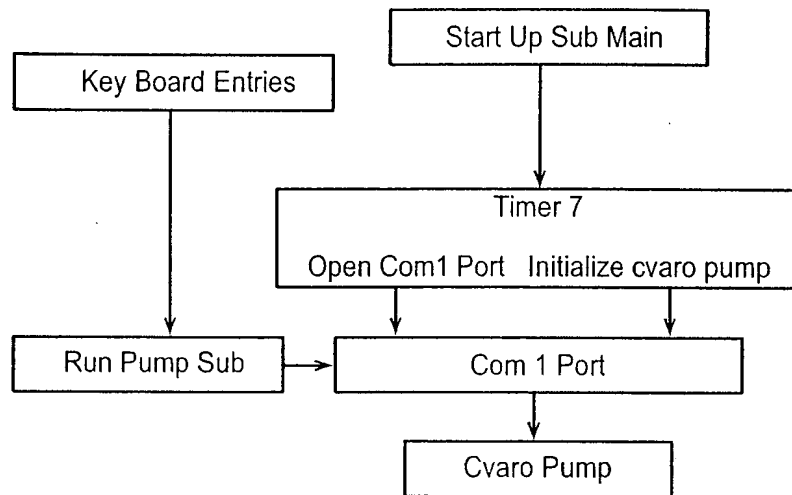 Start Up Sub Main
Key Board Entries
Timer 7
Open Com1 Port Initialize cvaro pump
Run Pump Sub
Com 1 Port
Cvaro Pump